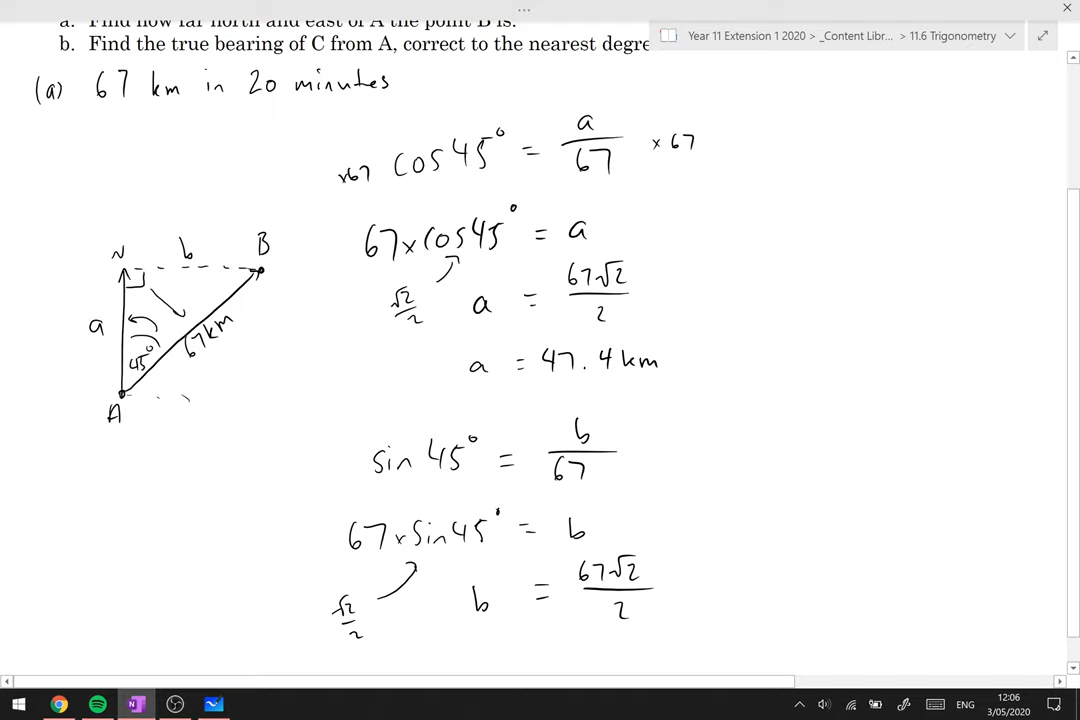 a. Find how far north and east of A the point B is.
b. Find the true bearing of C from A, correct to the nearest degre
Year 11 Extension 1 2020 > _Content Libr... > 11.6 Trigonometry
(a) 67 km in 20 minutes
×67 cos 45° = a/67 × 67
67 × cos 45° = a
√2/2
a = 67√2/2
a = 47.4 km
N b B
a 45° 67 km
A
sin 45° = b/67
67 × sin 45° = b
√2/2
b = 67√2/2
ENG
12:06
3/05/2020